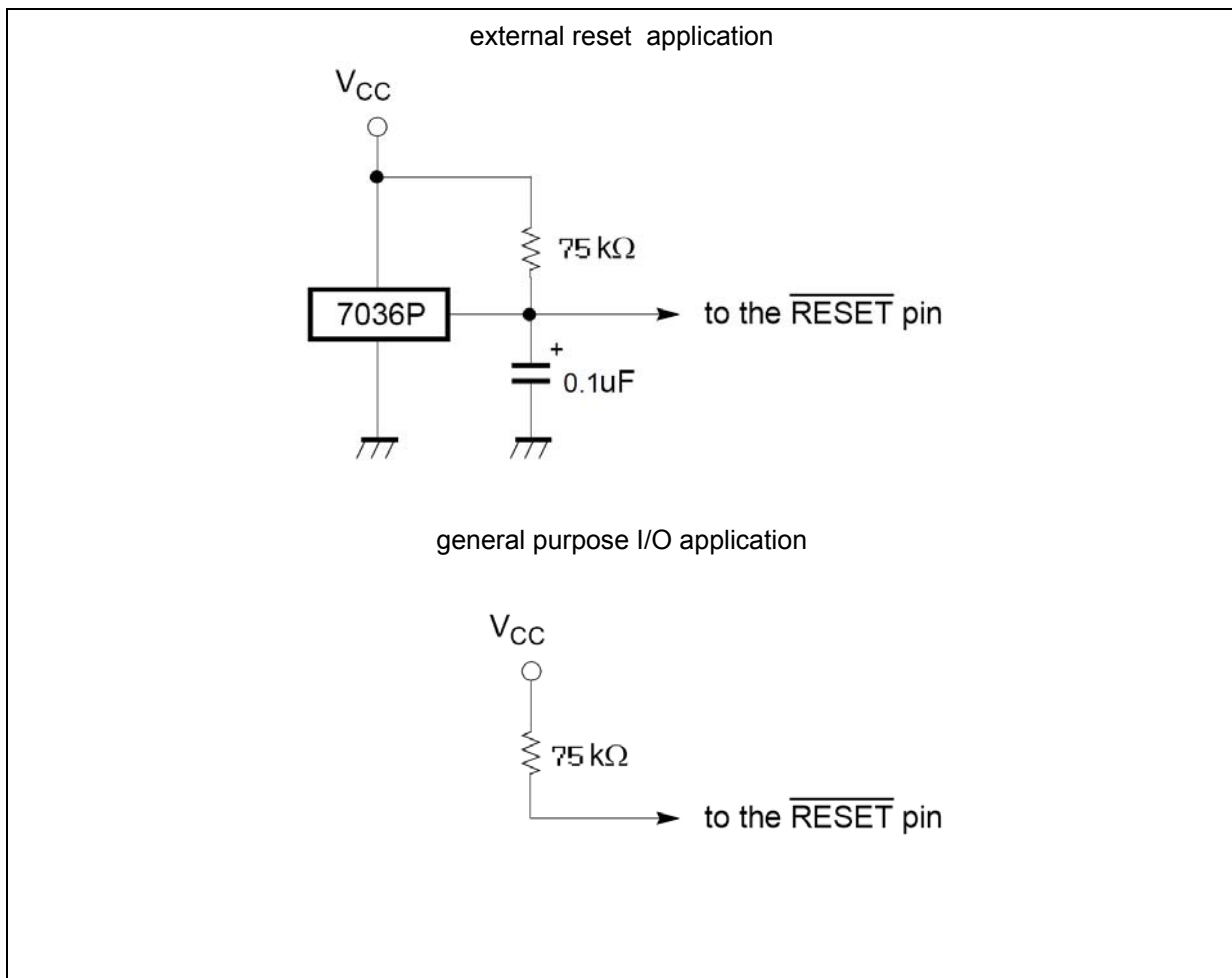 external reset application
VCC
75 kΩ
7036P
to the RESET pin
+
0.1uF
general purpose I/O application
VCC
75 kΩ
to the RESET pin